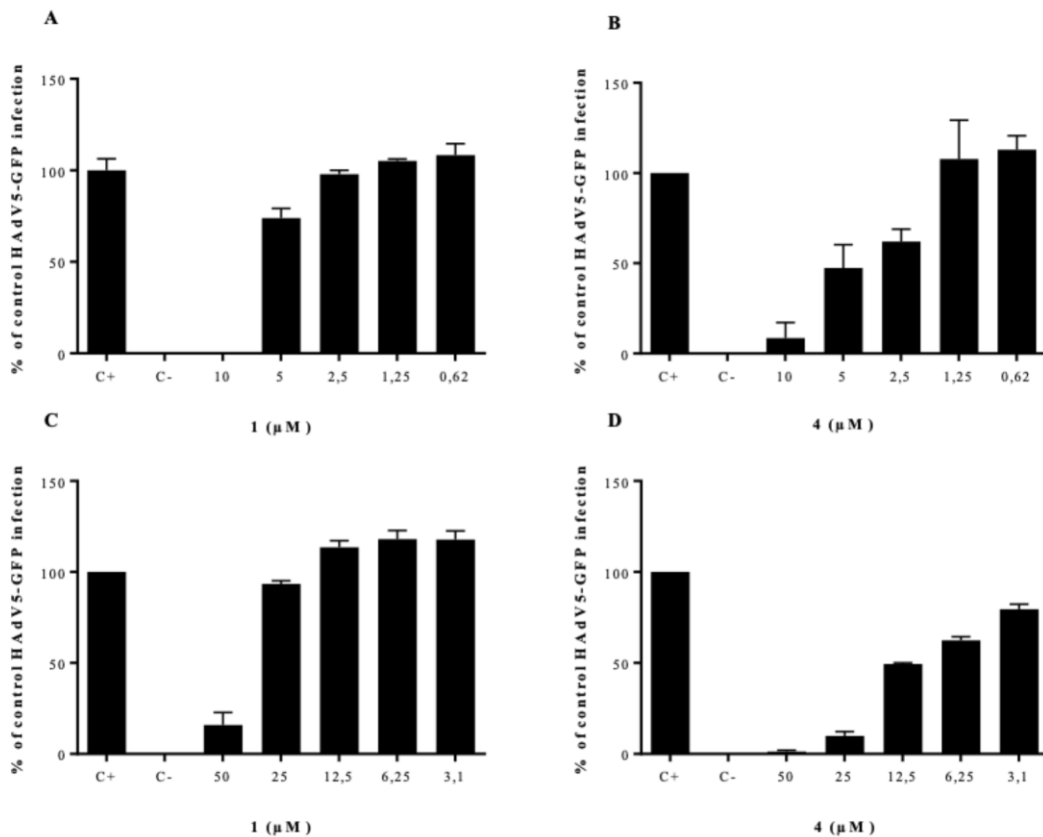 A
% of control HAdV5-GFP infection
150
100
50
0
C+ C- 10 5 2,5 1,25 0,62
1 (µM)
B
% of control HAdV5-GFP infection
150
100
50
0
C+ C- 10 5 2,5 1,25 0,62
4 (µM)
C
% of control HAdV5-GFP infection
150
100
50
0
C+ C- 50 25 12,5 6,25 3,1
1 (µM)
D
% of control HAdV5-GFP infection
150
100
50
0
C+ C- 50 25 12,5 6,25 3,1
4 (µM)